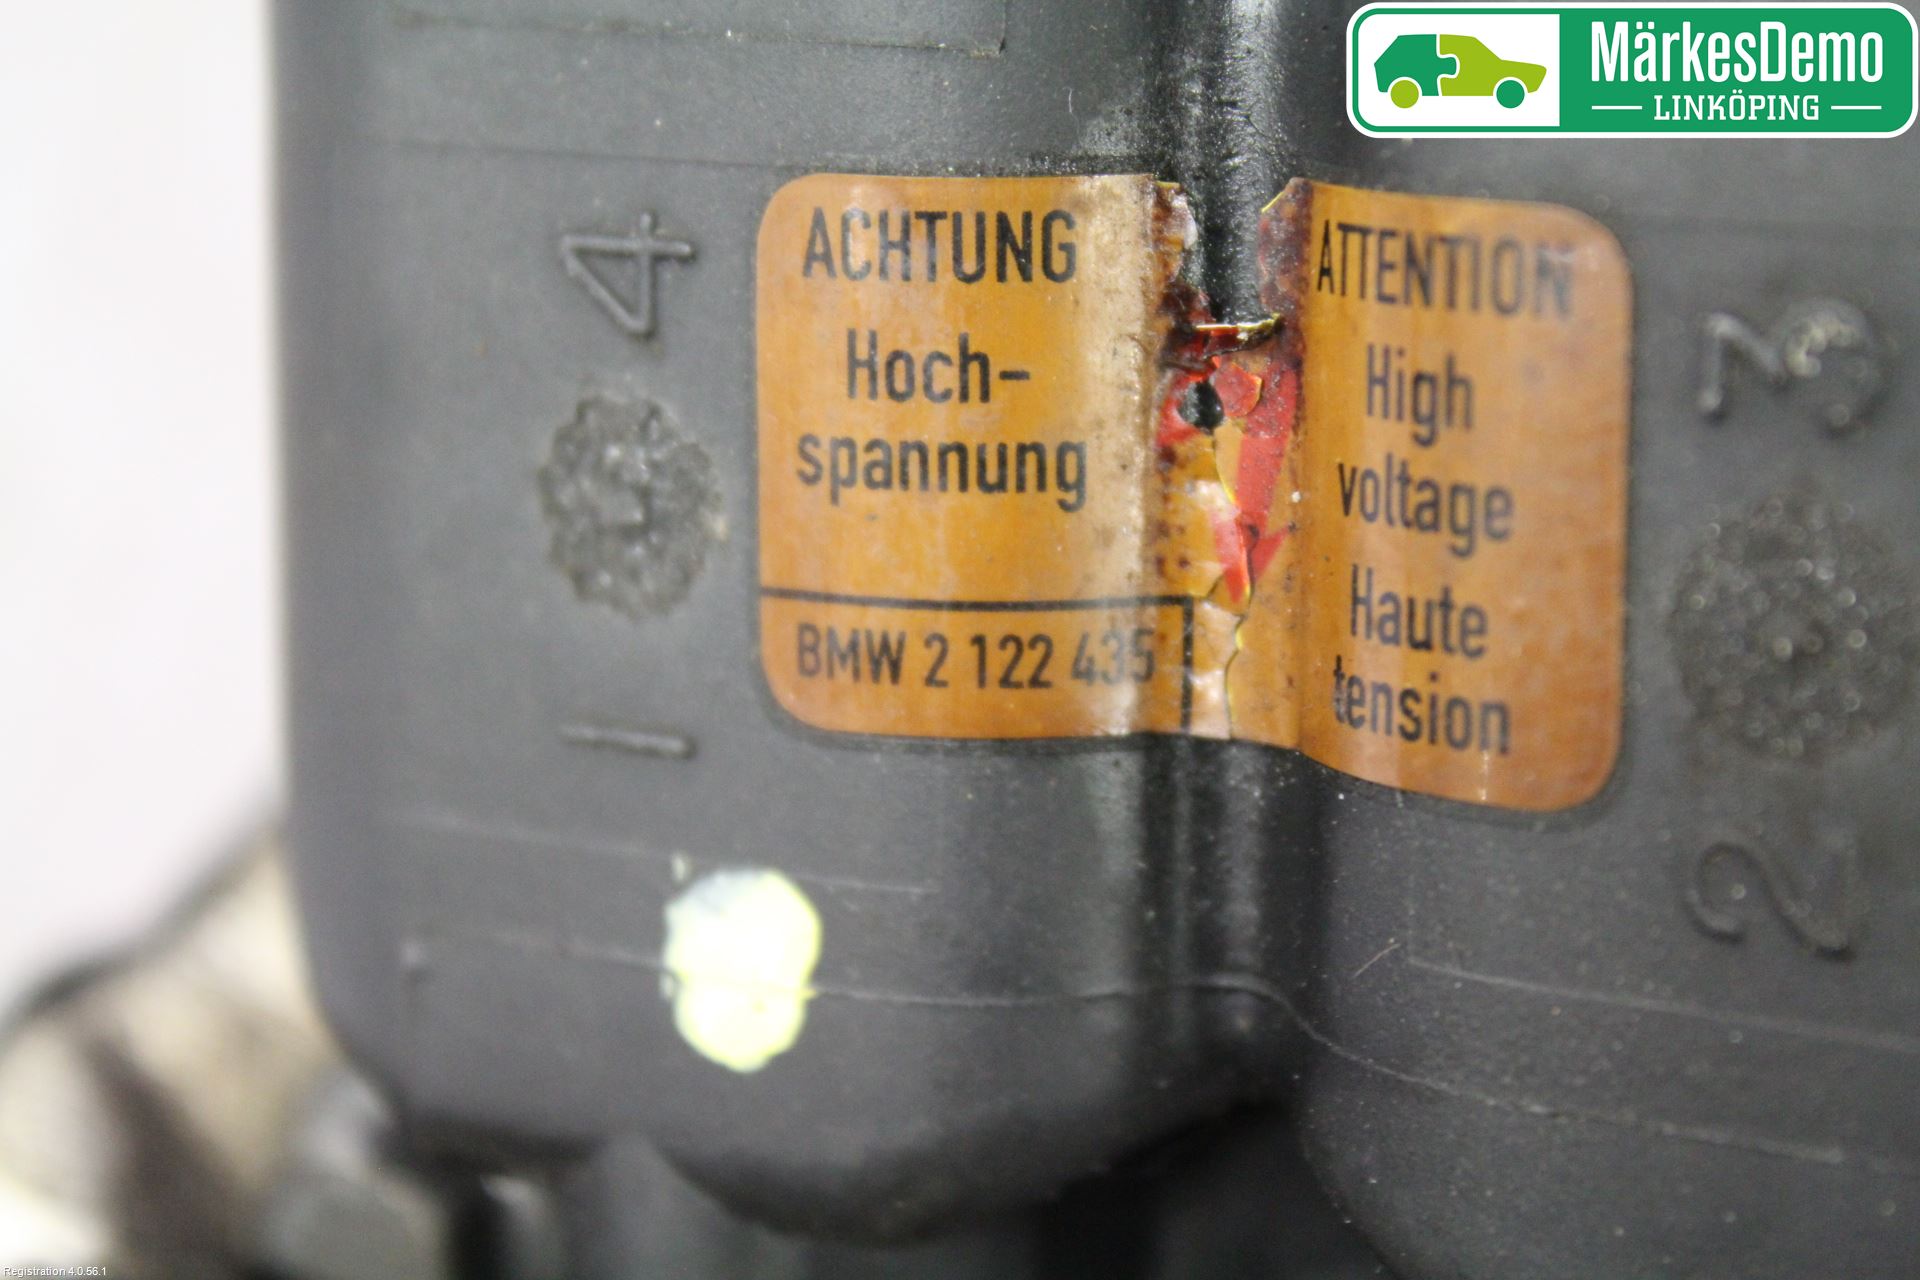 MärkesDemo
LINKÖPING
ACHTUNG
Hoch-
spannung
BMW 2 122 435
ATTENTION
High
voltage
Haute
tension
4
1
3
2
Registration 4.0.56.1